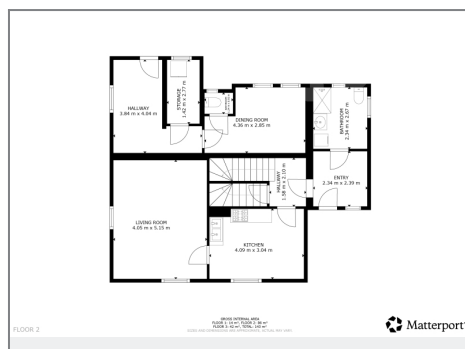 HALLWAY
3.84 m x 4.04 m
STORAGE
1.42 m x 2.77 m
DINING ROOM
4.36 m x 2.85 m
BATHROOM
2.34 m x 2.67 m
HALLWAY
1.58 m x 2.10 m
ENTRY
2.34 m x 2.39 m
LIVING ROOM
4.05 m x 5.15 m
KITCHEN
4.09 m x 3.04 m
GROSS INTERNAL AREA
FLOOR 2
Matterport